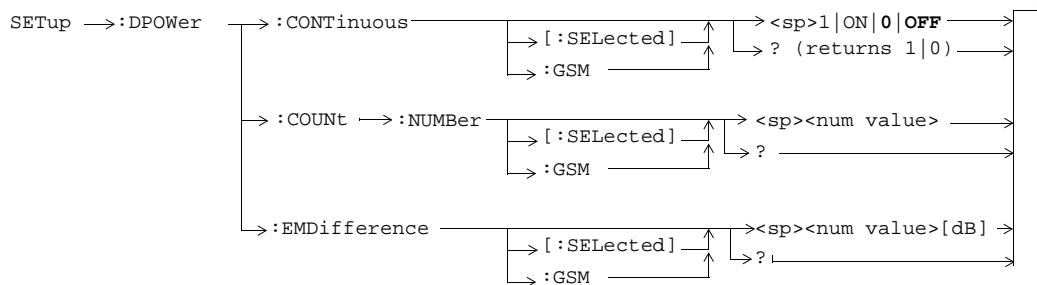 SETup :DPOWer :CONTinuous <sp>1|ON|0|OFF
[:SELected] ? (returns 1|0)
:GSM
:COUNt :NUMBer <sp><num value>
[:SELected] ?
:GSM
:EMDifference <sp><num value>[dB]
[:SELected] ?
:GSM